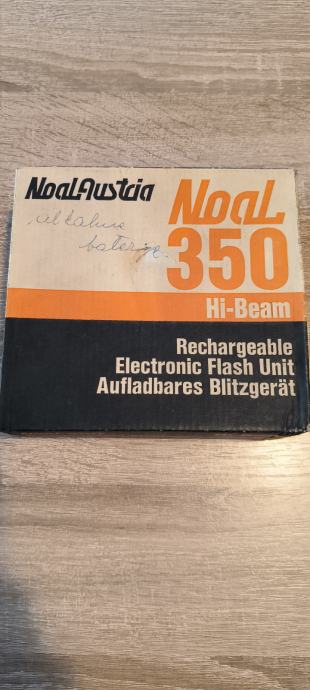 NoalAustria
Noal
alkalne
baterije.
350
Hi-Beam
Rechargeable
Electronic Flash Unit
Aufladbares Blitzgerät